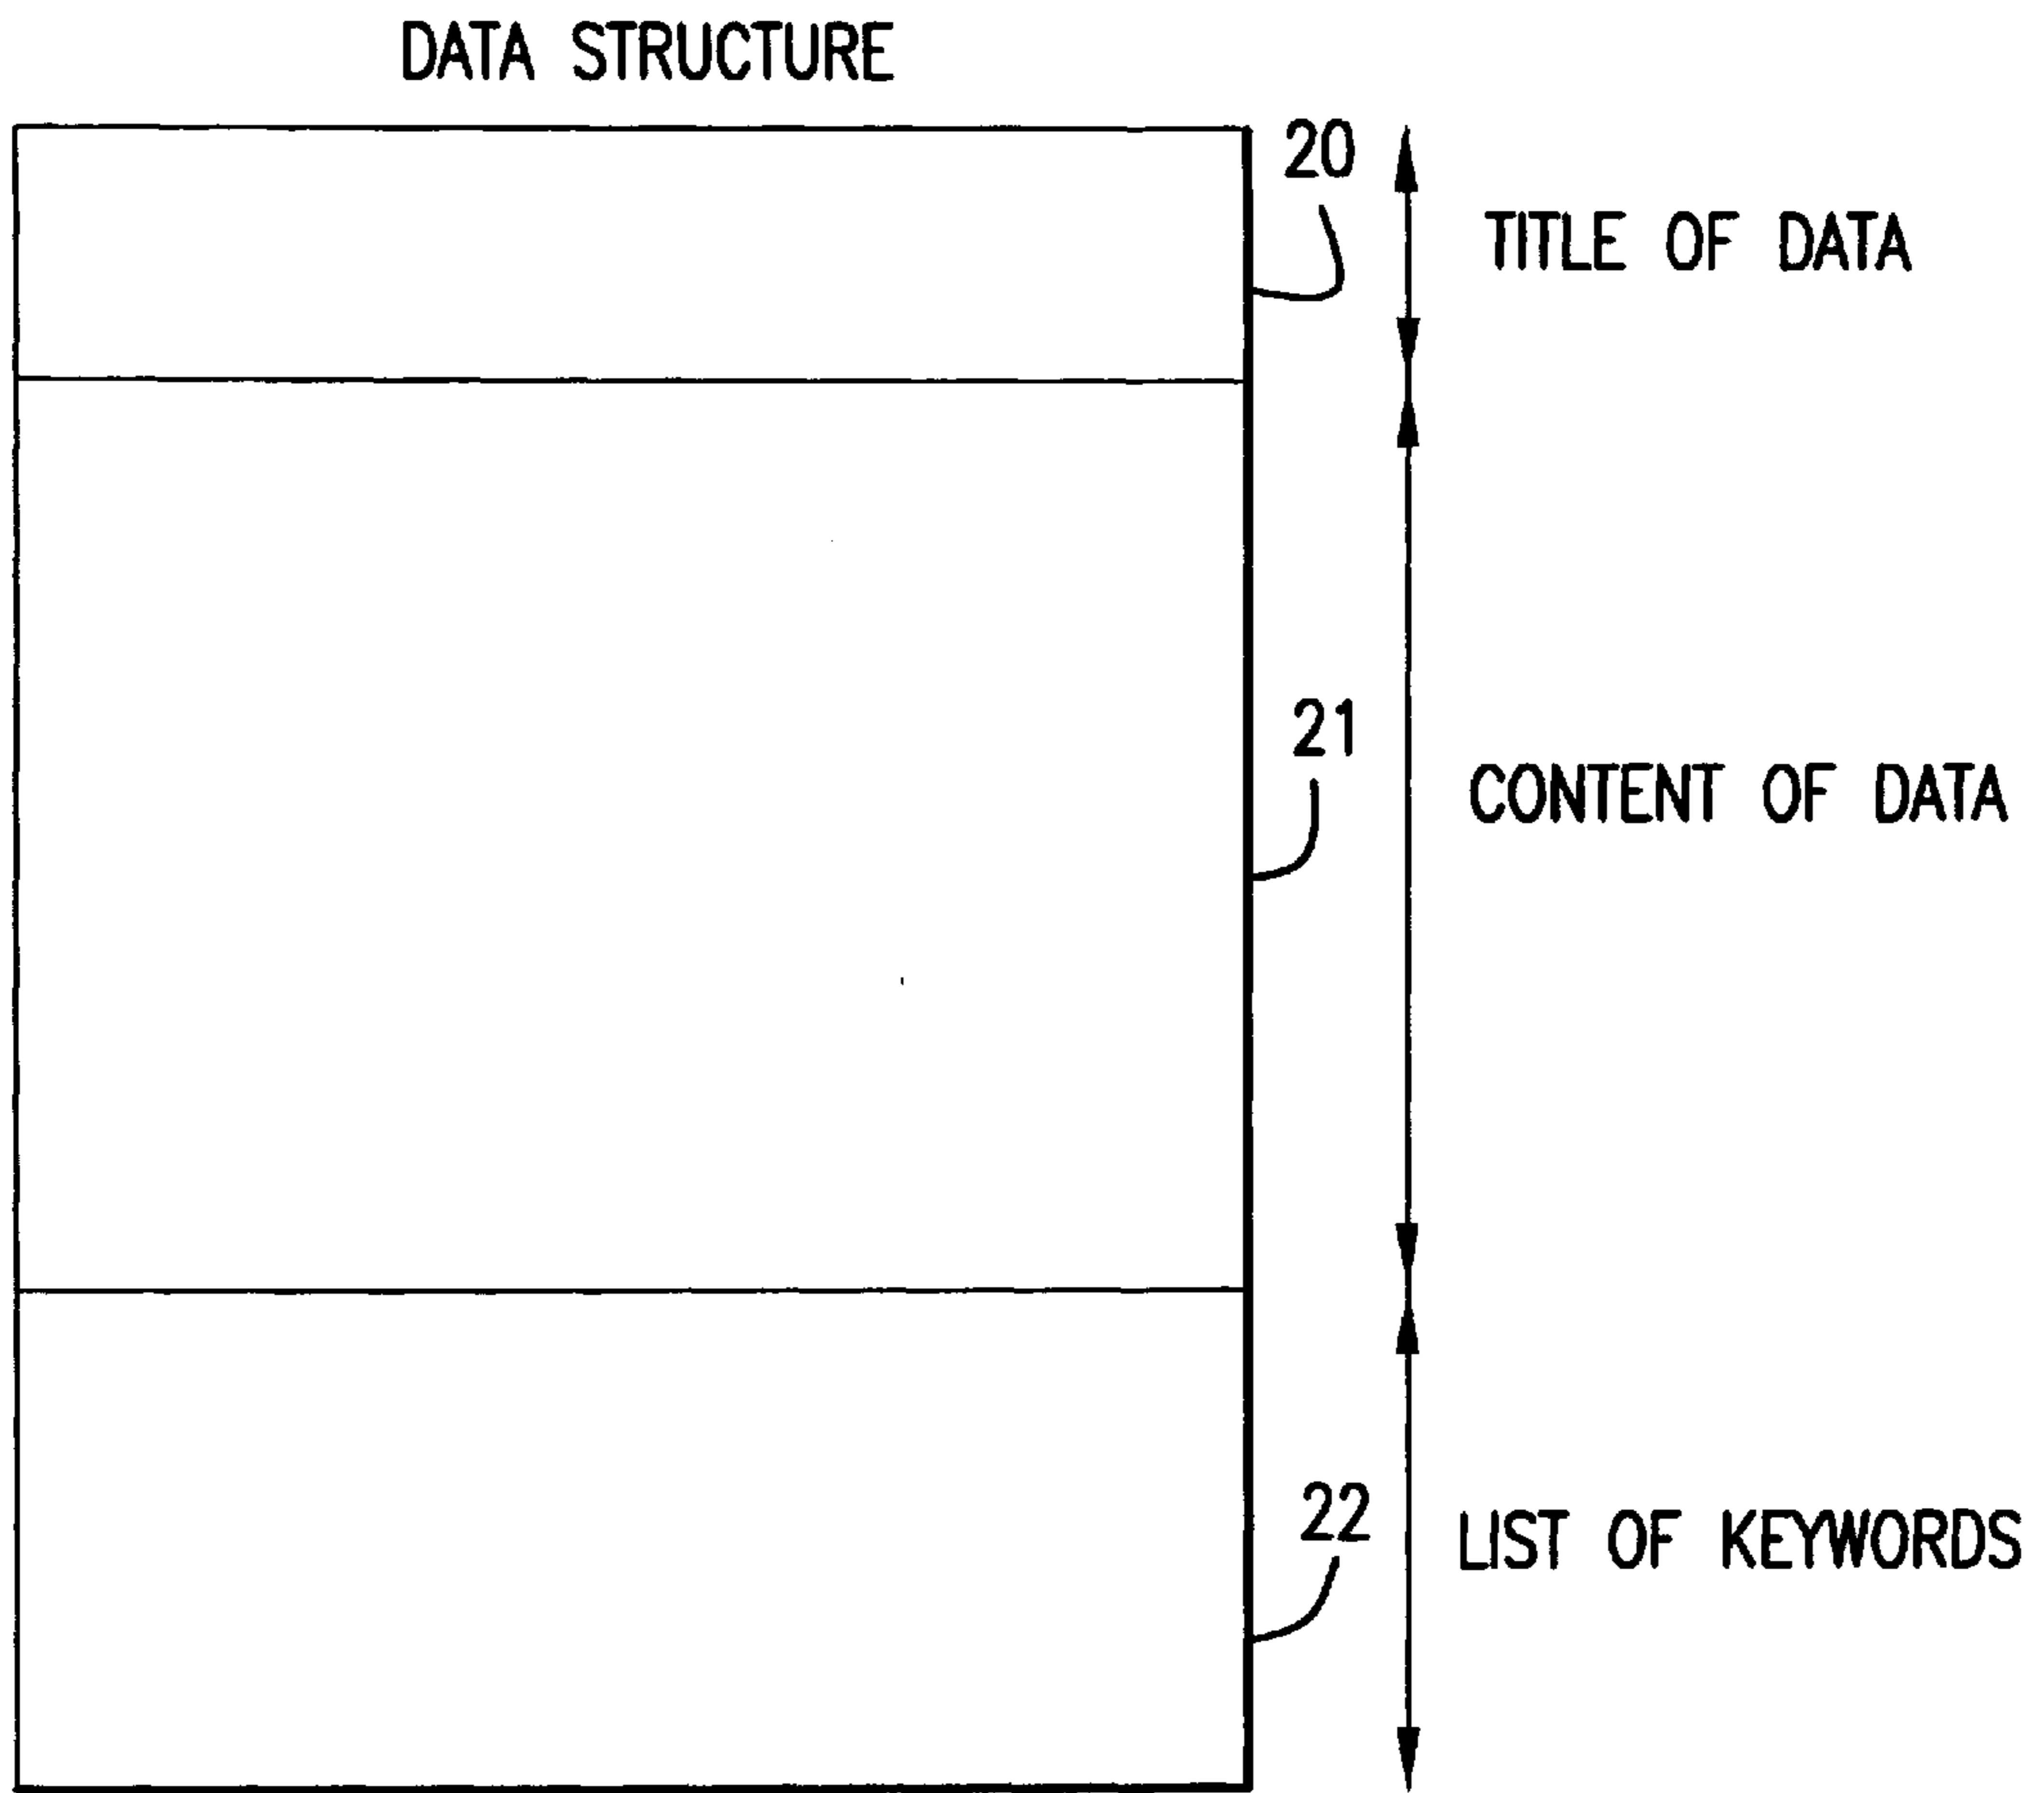 DATA STRUCTURE
20
TITLE OF DATA
21
CONTENT OF DATA
22
LIST OF KEYWORDS